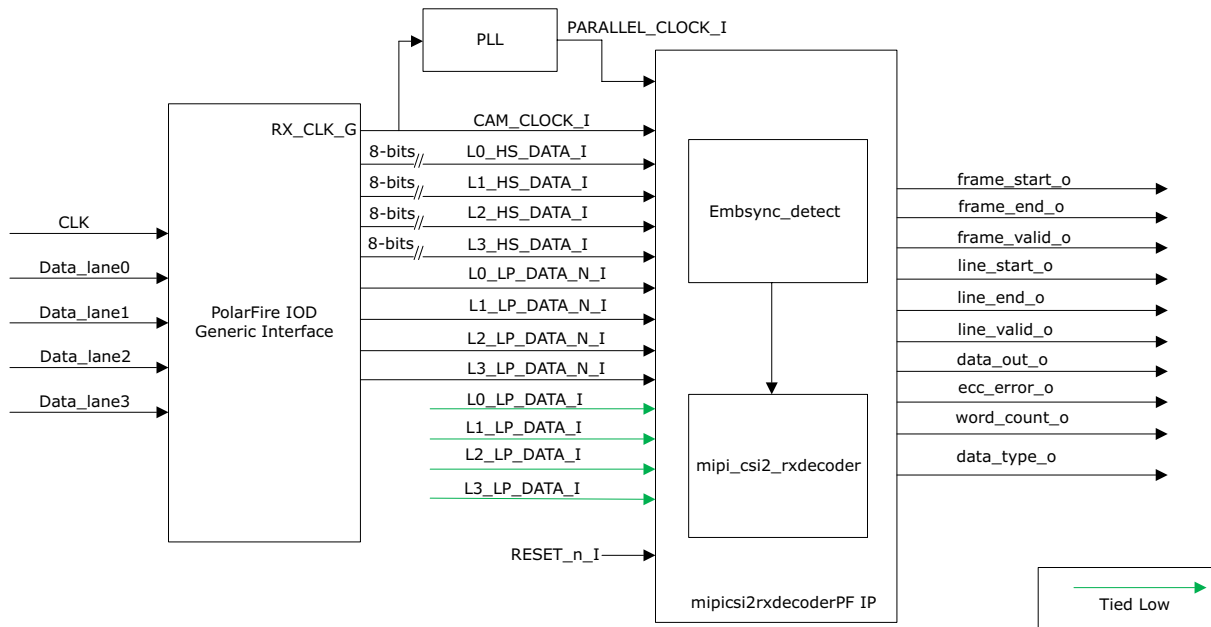 PLL
PARALLEL_CLOCK_I
RX_CLK_G
CAM_CLOCK_I
8-bits
L0_HS_DATA_I
8-bits
L1_HS_DATA_I
8-bits
L2_HS_DATA_I
8-bits
L3_HS_DATA_I
L0_LP_DATA_N_I
L1_LP_DATA_N_I
L2_LP_DATA_N_I
L3_LP_DATA_N_I
L0_LP_DATA_I
L1_LP_DATA_I
L2_LP_DATA_I
L3_LP_DATA_I
RESET_n_I
CLK
Data_lane0
Data_lane1
Data_lane2
Data_lane3
PolarFire IOD
Generic Interface
Embsync_detect
mipi_csi2_rxdecoder
mipicsi2rxdecoderPF IP
frame_start_o
frame_end_o
frame_valid_o
line_start_o
line_end_o
line_valid_o
data_out_o
ecc_error_o
word_count_o
data_type_o
Tied Low